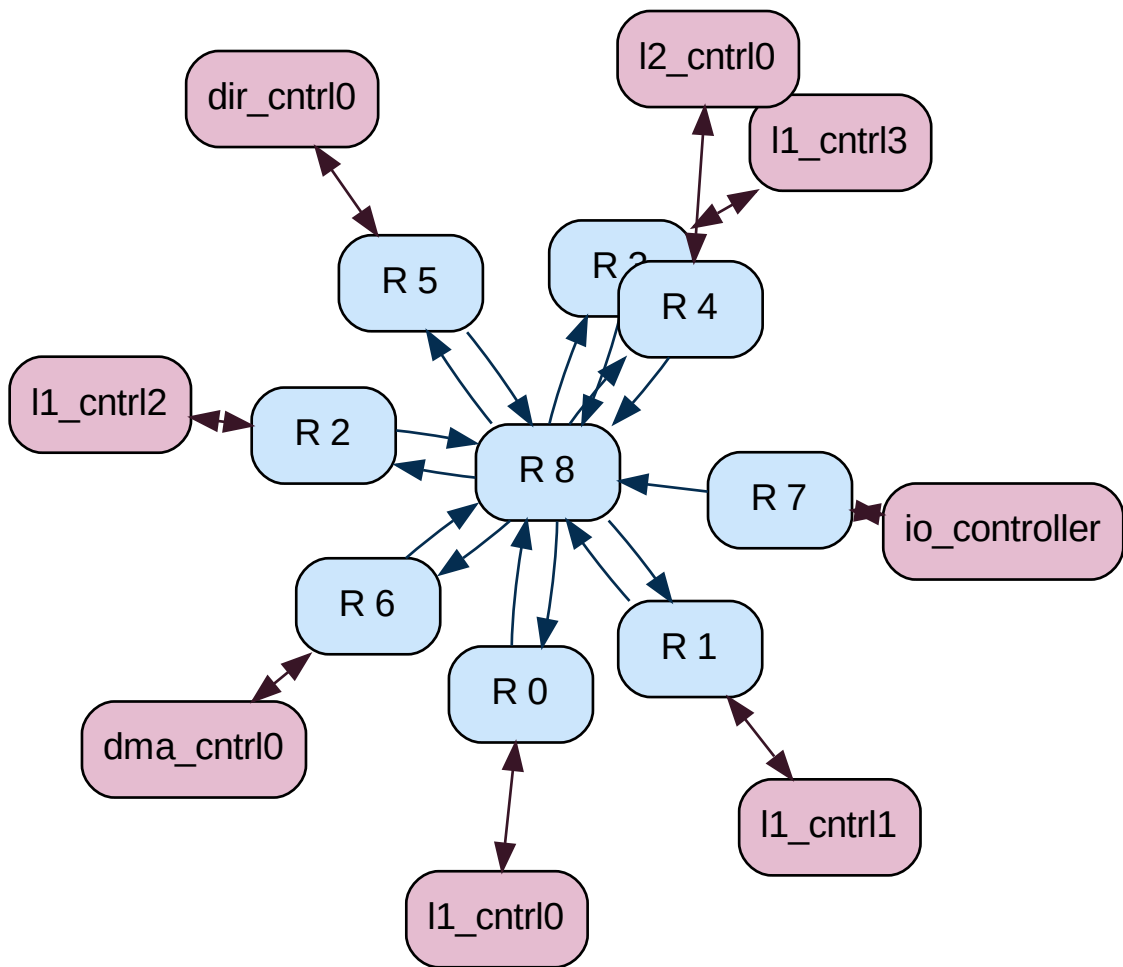 l2_cntrl0
dir_cntrl0
l1_cntrl3
R 5
R 4
l1_cntrl2
R 2
R 8
R 7
io_controller
R 6
R 1
R 0
dma_cntrl0
l1_cntrl1
l1_cntrl0